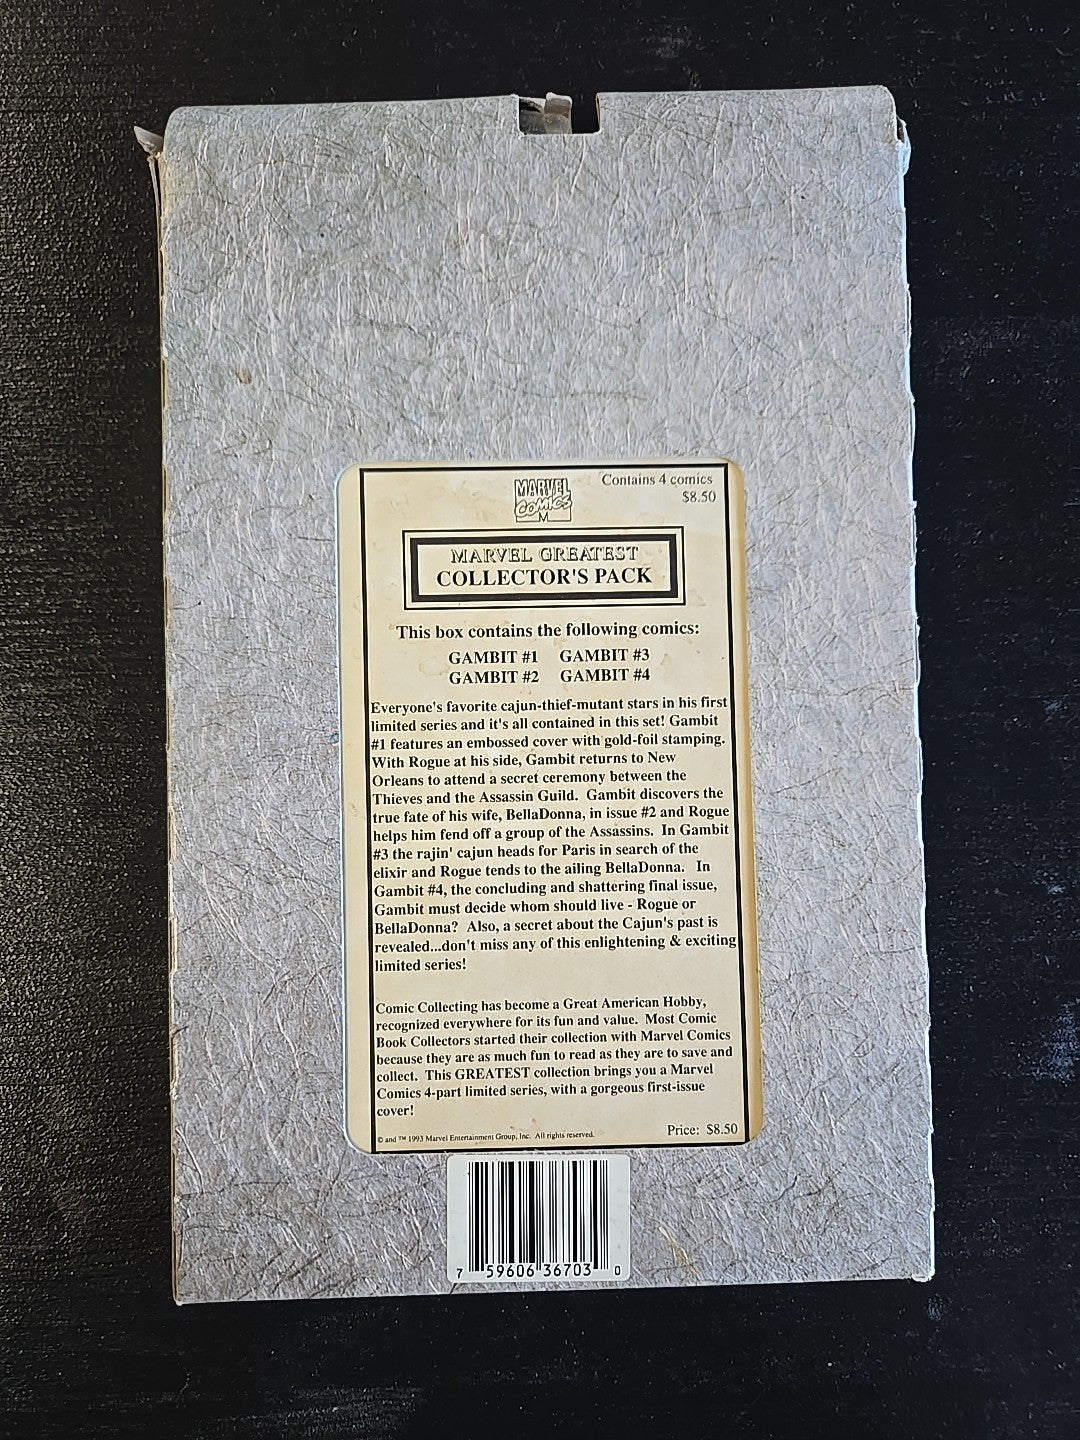 MARVEL
COMICS
M
Contains 4 comics
$8.50
MARVEL GREATEST
COLLECTOR'S PACK
This box contains the following comics:
GAMBIT #1 GAMBIT #3
GAMBIT #2 GAMBIT #4
Everyone's favorite cajun-thief-mutant stars in his first
limited series and it's all contained in this set! Gambit
#1 features an embossed cover with gold-foil stamping.
With Rogue at his side, Gambit returns to New
Orleans to attend a secret ceremony between the
Thieves and the Assassin Guild. Gambit discovers the
true fate of his wife, BellaDonna, in issue #2 and Rogue
helps him fend off a group of the Assassins. In Gambit
#3 the rajin' cajun heads for Paris in search of the
elixir and Rogue tends to the ailing BellaDonna. In
Gambit #4, the concluding and shattering final issue,
Gambit must decide whom should live - Rogue or
BellaDonna? Also, a secret about the Cajun's past is
revealed...don't miss any of this enlightening & exciting
limited series!
Comic Collecting has become a Great American Hobby,
recognized everywhere for its fun and value. Most Comic
Book Collectors started their collection with Marvel Comics
because they are as much fun to read as they are to save and
collect. This GREATEST collection brings you a Marvel
Comics 4-part limited series, with a gorgeous first-issue
cover!
© and ™ 1993 Marvel Entertainment Group, Inc. All rights reserved.
Price: $8.50
7 59606 36703 0